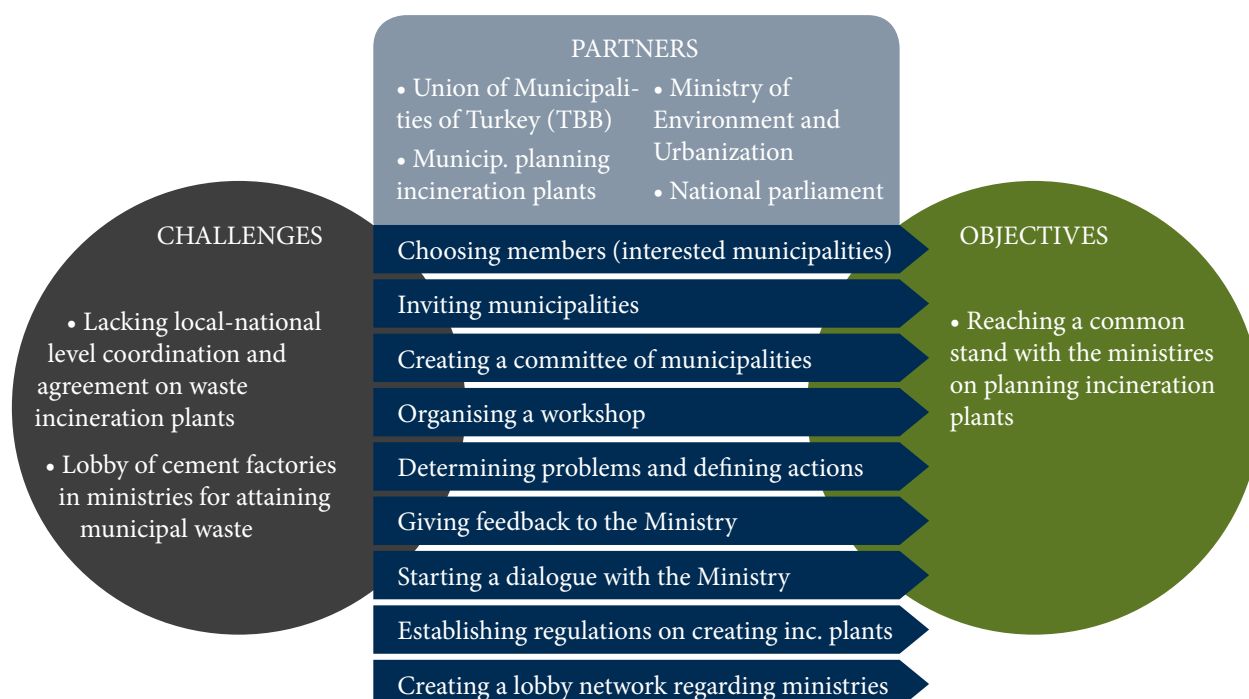 PARTNERS
• Union of Municipali-
ties of Turkey (TBB)
• Municip. planning
incineration plants
• Ministry of
Environment and
Urbanization
• National parliament
CHALLENGES
• Lacking local-national
level coordination and
agreement on waste
incineration plants
• Lobby of cement factories
in ministries for attaining
municipal waste
Choosing members (interested municipalities)
Inviting municipalities
Creating a committee of municipalities
Organising a workshop
Determining problems and defining actions
Giving feedback to the Ministry
Starting a dialogue with the Ministry
Establishing regulations on creating inc. plants
Creating a lobby network regarding ministries
OBJECTIVES
• Reaching a common
stand with the ministires
on planning incineration
plants